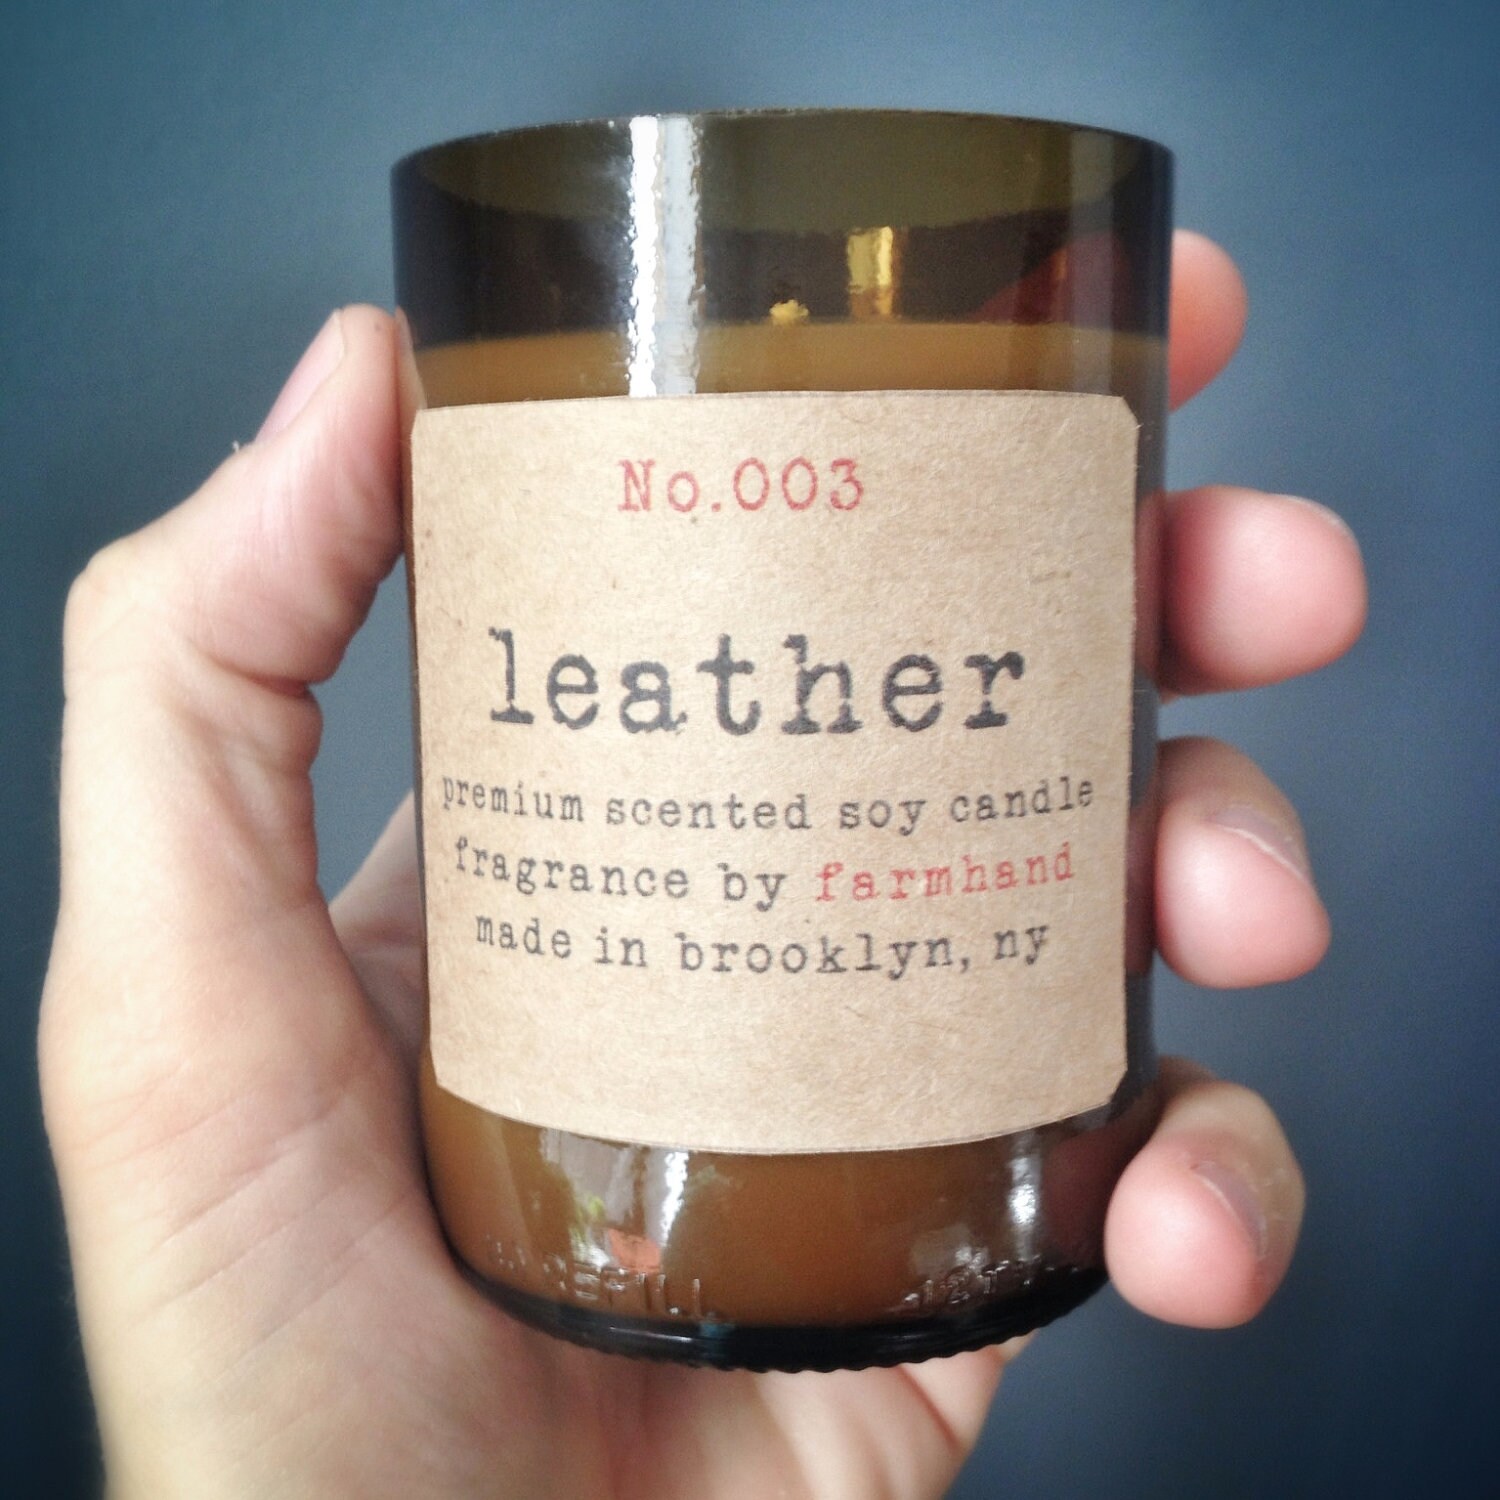 No.003
leather
premium scented soy candle
fragrance by farmhand
made in brooklyn, ny